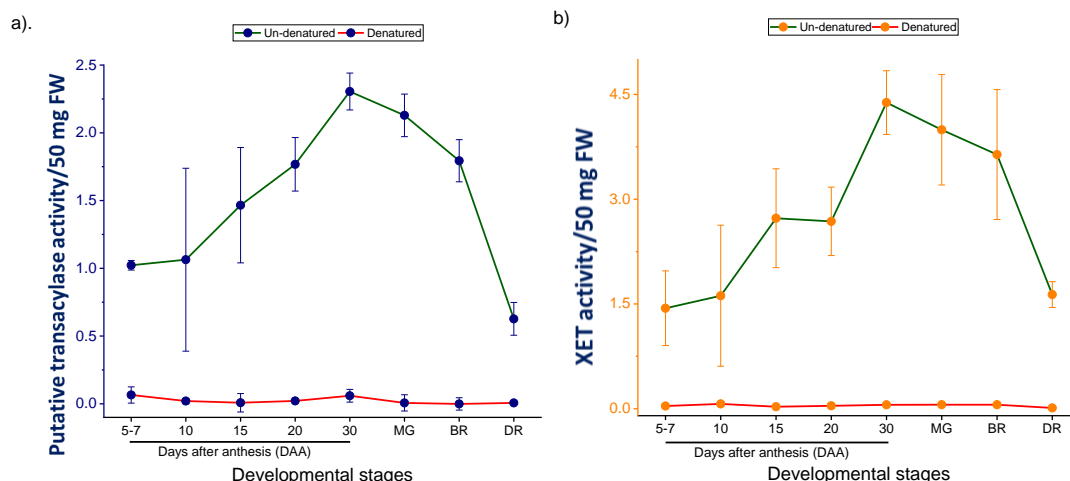 a).
Un-denatured Denatured
Putative transacylase activity/50 mg FW
2.5
2.0
1.5
1.0
0.5
0.0
5-7 10 15 20 30 MG BR DR
Days after anthesis (DAA)
Developmental stages
b)
Un-denatured Denatured
XET activity/50 mg FW
4.5
3.0
1.5
0.0
5-7 10 15 20 30 MG BR DR
Days after anthesis (DAA)
Developmental stages